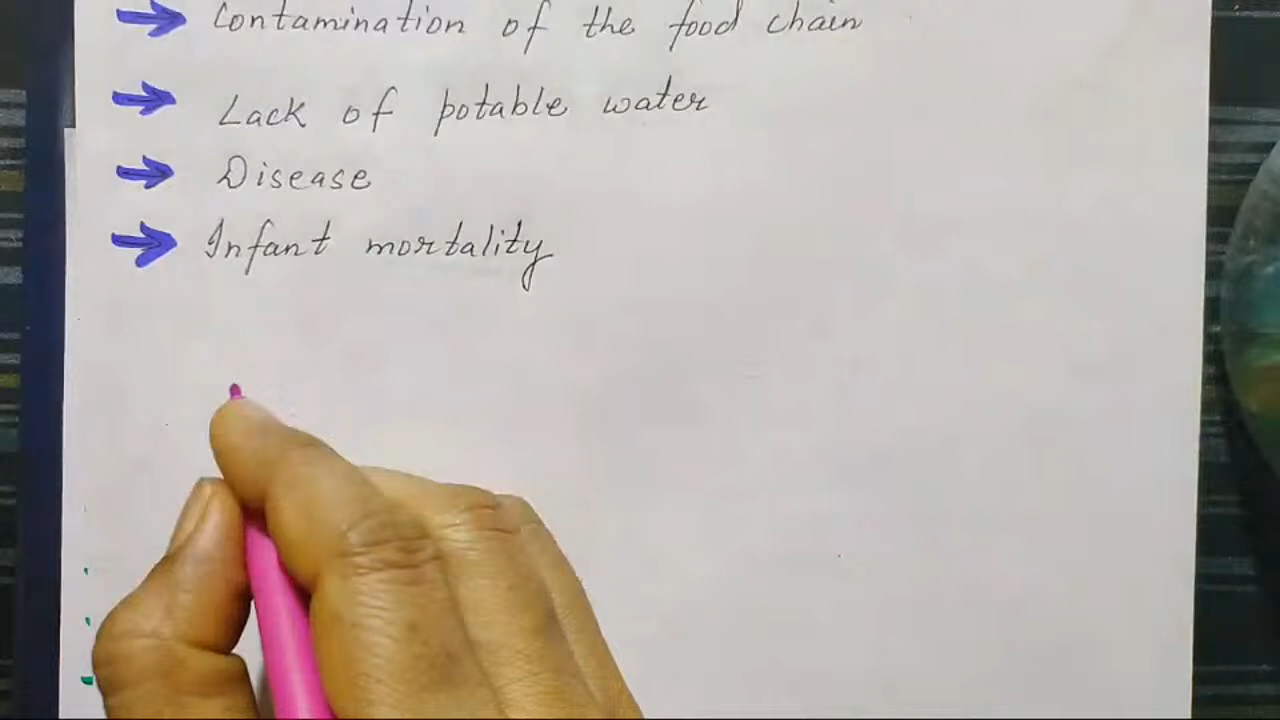 Contamination of the food chain
Lack of potable water
Disease
Infant mortality